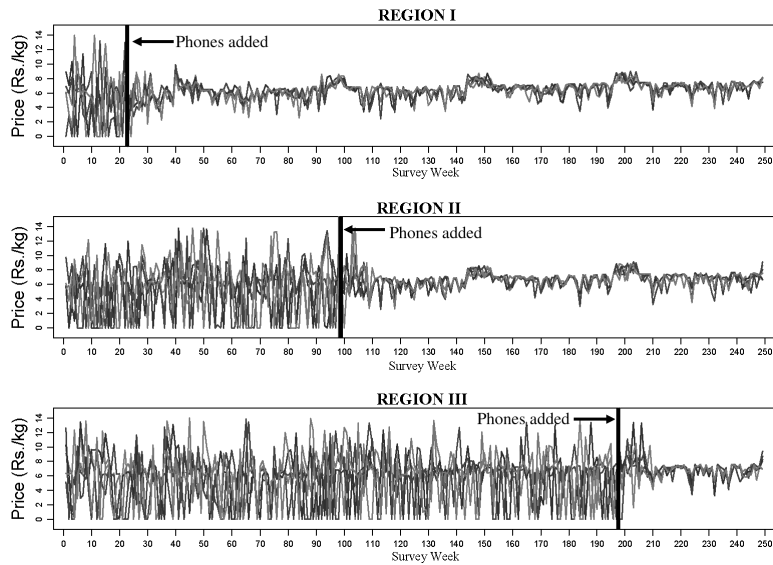 REGION I
Phones added
Price (Rs./kg)
0 2 4 6 8 10 12 14
0 10 20 30 40 50 60 70 80 90 100 110 120 130 140 150 160 170 180 190 200 210 220 230 240 250
Survey Week
REGION II
Phones added
Price (Rs./kg)
0 2 4 6 8 10 12 14
0 10 20 30 40 50 60 70 80 90 100 110 120 130 140 150 160 170 180 190 200 210 220 230 240 250
Survey Week
REGION III
Phones added
Price (Rs./kg)
0 2 4 6 8 10 12 14
0 10 20 30 40 50 60 70 80 90 100 110 120 130 140 150 160 170 180 190 200 210 220 230 240 250
Survey Week